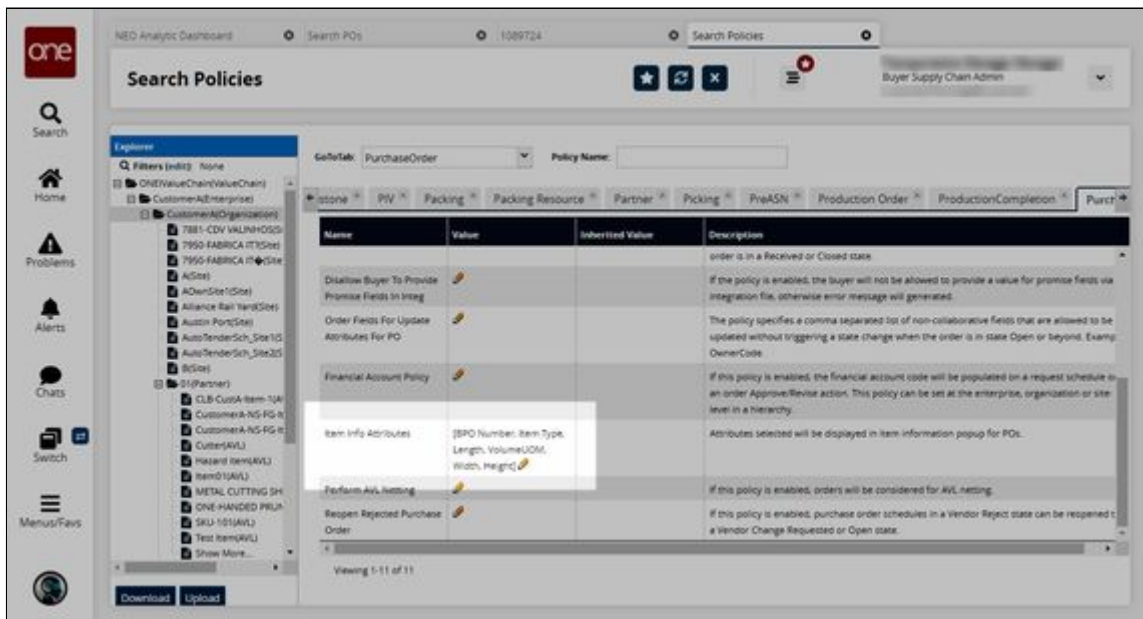 one
NEO Analytic Dashboard
Search POs
1089724
Search Policies
Search Policies
Buyer Supply Chain Admin
Search
Home
Problems
Alerts
Chats
Switch
Menus/Favs
Explorer
Filters (edit): None
ONE(ValueChain(ValueChain)
CustomerA(Enterprise)
CustomerA(Organization)
7881-CDV VALINHOS(Si
7950-FABRICA IT?(Site)
7950-FABRICA IT�(Site
A(Site)
AOwnSite1(Site)
Alliance Rail Yard(Site)
Austin Port(Site)
AutoTenderSch_Site1(S
AutoTenderSch_Site2(S
B(Site)
01(Partner)
CLB-CustA-Item-1(A
CustomerA-NS-FG-It
CustomerA-NS-FG-It
Cutter(AVL)
Hazard Item(AVL)
Item01(AVL)
METAL CUTTING SH
ONE-HANDED PRUN
SKU-101(AVL)
Test Item(AVL)
Show More...
Download Upload
GoToTab: PurchaseOrder Policy Name:
stone PIV Packing Packing Resource Partner Picking PreASN Production Order ProductionCompletion Purch
Name Value Inherited Value Description
order is in a Received or Closed state.
Disallow Buyer To Provide If the policy is enabled, the buyer will not be allowed to provide a value for promise fields via
Promise Fields In Integ integration file, otherwise error message will generated.
Order Fields For Update The policy specifies a comma separated list of non-collaborative fields that are allowed to be
Attributes For PO updated without triggering a state change when the order is in state Open or beyond. Examp
OwnerCode
Financial Account Policy If this policy is enabled, the financial account code will be populated on a request schedule o
an order Approve/Revise action. This policy can be set at the enterprise, organization or site-
level in a hierarchy.
Item Info Attributes [BPO Number, Item Type, Attributes selected will be displayed in item information popup for POs.
Length, VolumeUOM,
Width, Height]
Perform AVL Netting If this policy is enabled, orders will be considered for AVL netting.
Reopen Rejected Purchase If this policy is enabled, purchase order schedules in a Vendor Reject state can be reopened t
Order a Vendor Change Requested or Open state.
Viewing 1-11 of 11